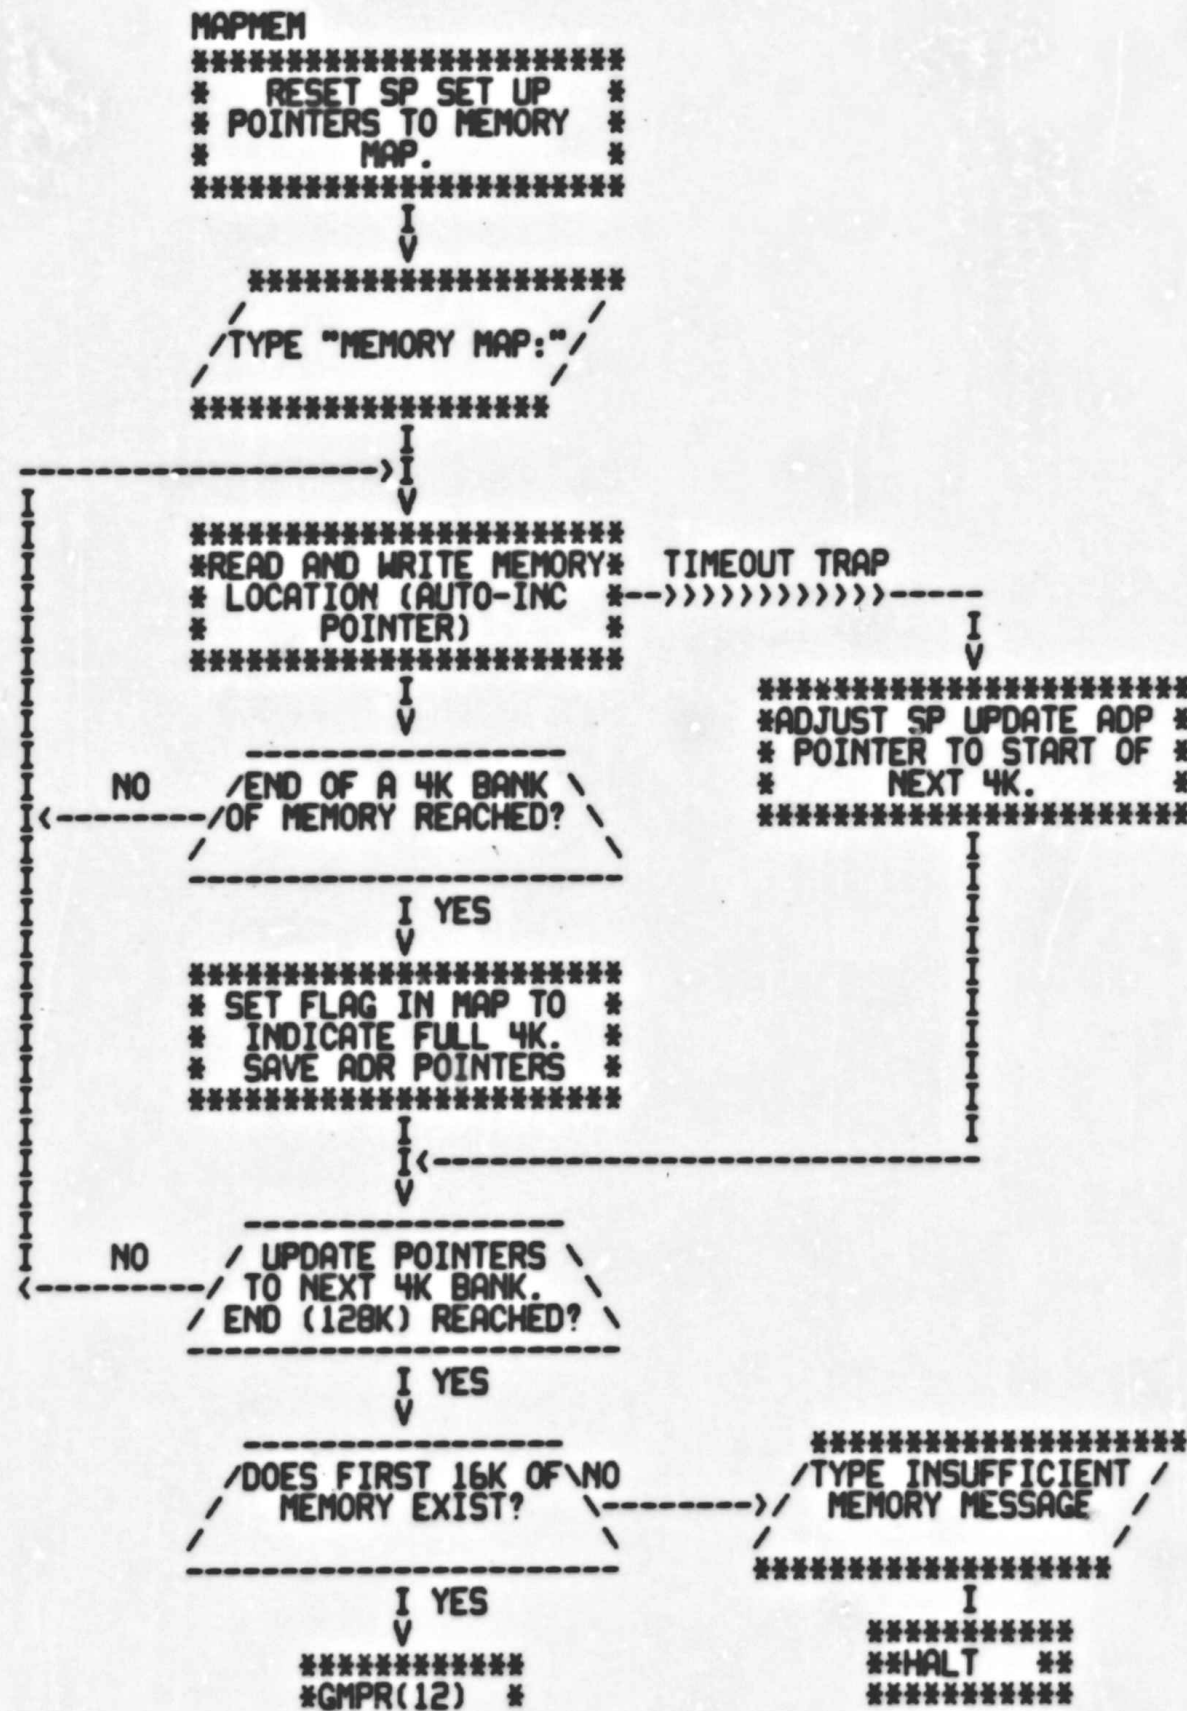 MAPMEM
RESET SP SET UP
POINTERS TO MEMORY
MAP.
TYPE "MEMORY MAP:"
READ AND WRITE MEMORY
LOCATION (AUTO-INC
POINTER)
TIMEOUT TRAP
ADJUST SP UPDATE ADP
POINTER TO START OF
NEXT 4K.
NO
END OF A 4K BANK
OF MEMORY REACHED?
YES
SET FLAG IN MAP TO
INDICATE FULL 4K.
SAVE ADR POINTERS
NO
UPDATE POINTERS
TO NEXT 4K BANK.
END (128K) REACHED?
YES
DOES FIRST 16K OF
MEMORY EXIST?
NO
TYPE INSUFFICIENT
MEMORY MESSAGE
YES
HALT
GMPR(12)